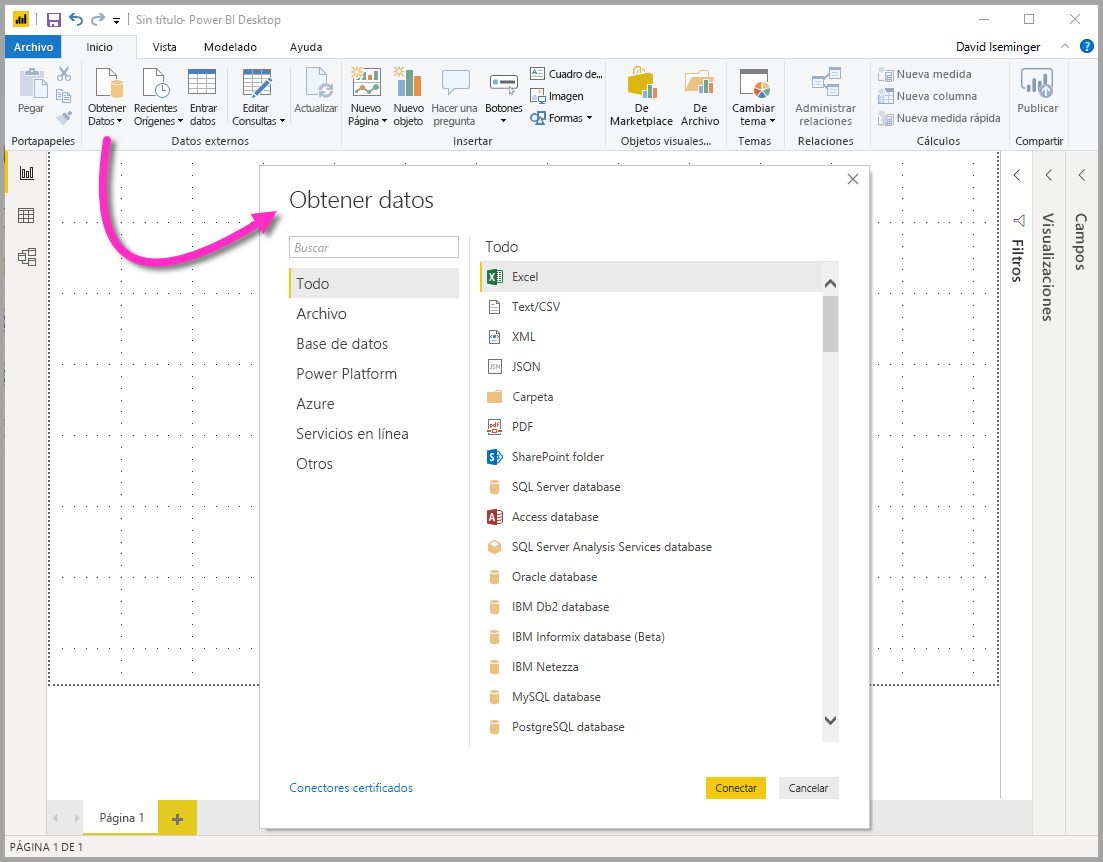 Sin título- Power BI Desktop
Archivo Inicio Vista Modelado Ayuda David Iseminger
Pegar
Obtener Datos
Recientes Orígenes
Entrar datos
Editar Consultas
Actualizar
Nuevo Página
Nuevo objeto
Hacer una pregunta
Botones
Cuadro de...
Imagen
Formas
De Marketplace
De Archivo
Cambiar tema
Administrar relaciones
Nueva medida
Nueva columna
Nueva medida rápida
Publicar
Portapapeles Datos externos Insertar Objetos visuales... Temas Relaciones Cálculos Compartir
Obtener datos
Buscar
Todo
Archivo
Base de datos
Power Platform
Azure
Servicios en línea
Otros
Todo
Excel
Text/CSV
XML
JSON
Carpeta
PDF
SharePoint folder
SQL Server database
Access database
SQL Server Analysis Services database
Oracle database
IBM Db2 database
IBM Informix database (Beta)
IBM Netezza
MySQL database
PostgreSQL database
Conectores certificados
Conectar Cancelar
Filtros
Visualizaciones
Campos
Página 1
PÁGINA 1 DE 1